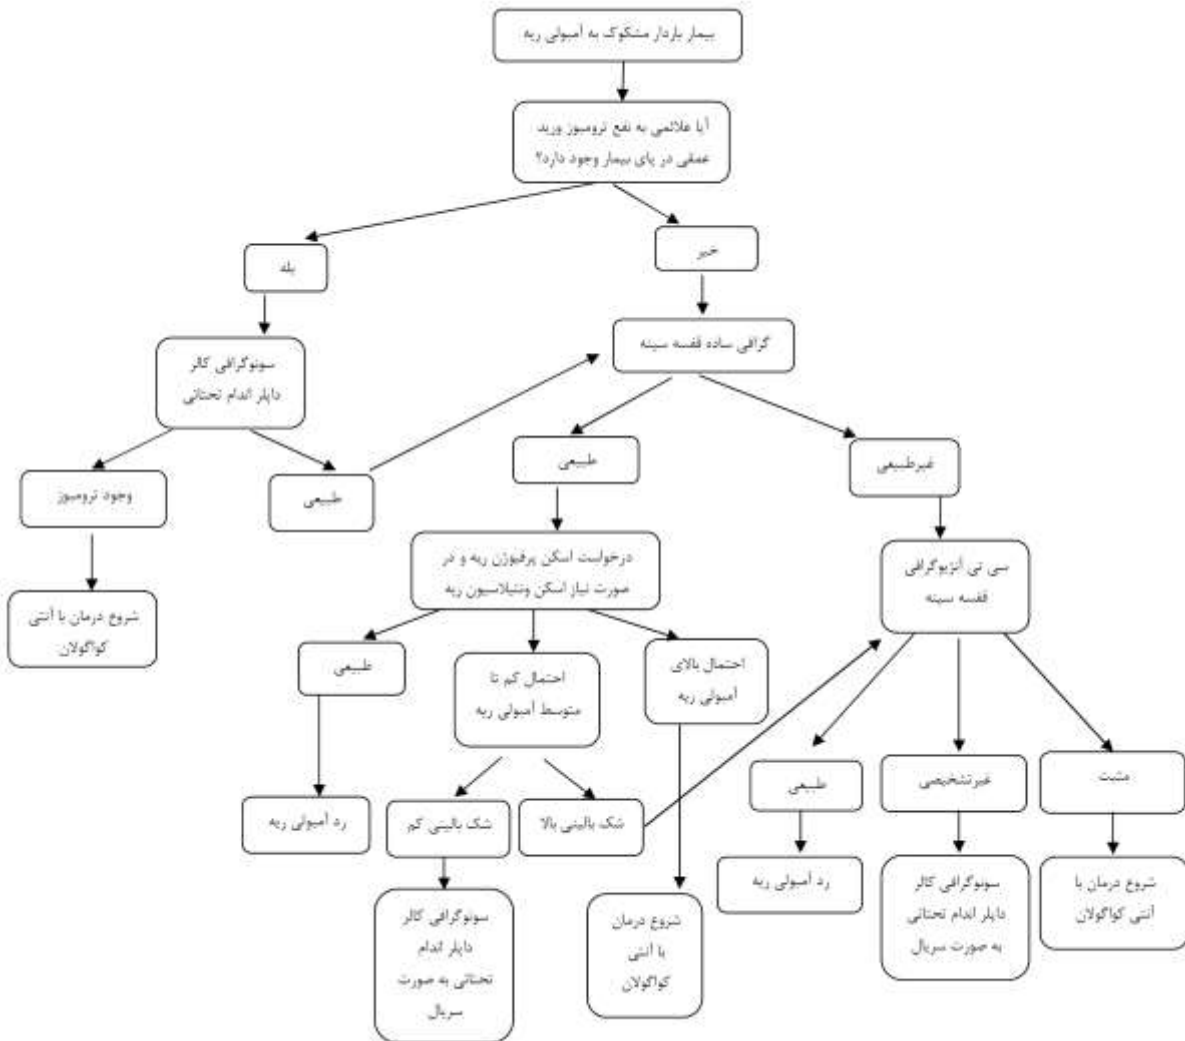 بیمار باردار مشکوک به آمبولی ریه
آیا علائمی به نفع ترومبوز ورید
عمقی در پای بیمار وجود دارد؟
بله
خیر
سونوگرافی کالر
داپلر اندام تحتانی
گرافی ساده قفسه سینه
وجود ترومبوز
طبیعی
طبیعی
غیرطبیعی
شروع درمان با آنتی
کواگولان
درخواست اسکن پرفیوژن ریه و در
صورت نیاز اسکن ونتیلاسیون ریه
سی تی آنژیوگرافی
قفسه سینه
طبیعی
احتمال کم تا
متوسط آمبولی ریه
احتمال بالای
آمبولی ریه
طبیعی
غیرتشخیصی
مثبت
رد آمبولی ریه
شک بالینی کم
شک بالینی بالا
رد آمبولی ریه
سونوگرافی کالر
داپلر اندام تحتانی
به صورت سریال
شروع درمان با
آنتی کواگولان
سونوگرافی کالر
داپلر اندام
تحتانی به صورت
سریال
شروع درمان
با آنتی
کواگولان